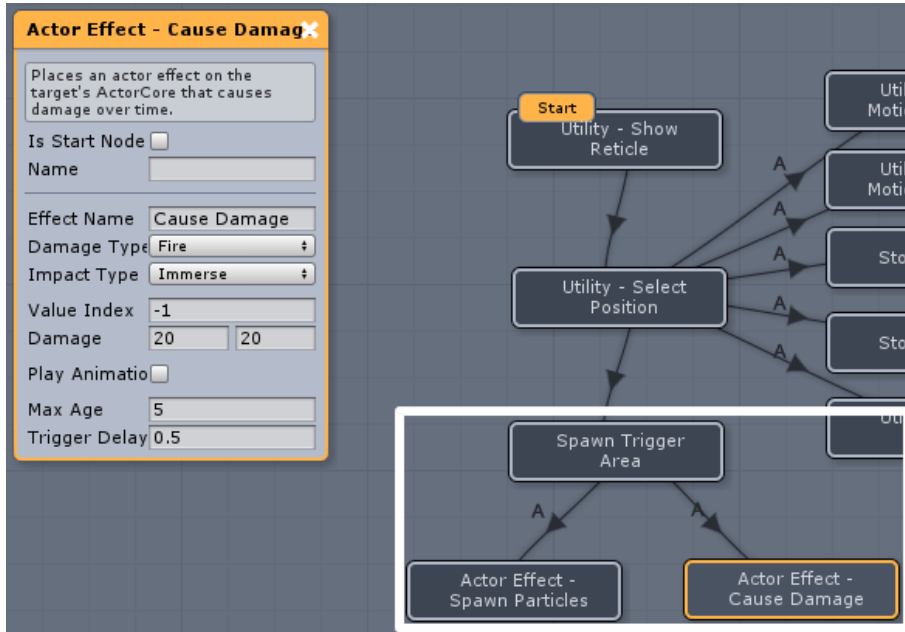 Actor Effect - Cause Damag
Places an actor effect on the
target's ActorCore that causes
damage over time.
Is Start Node
Name
Effect Name Cause Damage
Damage Type Fire
Impact Type Immerse
Value Index -1
Damage 20 20
Play Animatio
Max Age 5
Trigger Delay 0.5
Start
Utility - Show
Reticle
Utility - Select
Position
Spawn Trigger
Area
Actor Effect -
Spawn Particles
Actor Effect -
Cause Damage
A
A
A
A
A
A
A
Uti
Moti
Uti
Moti
Sto
Sto
Uti